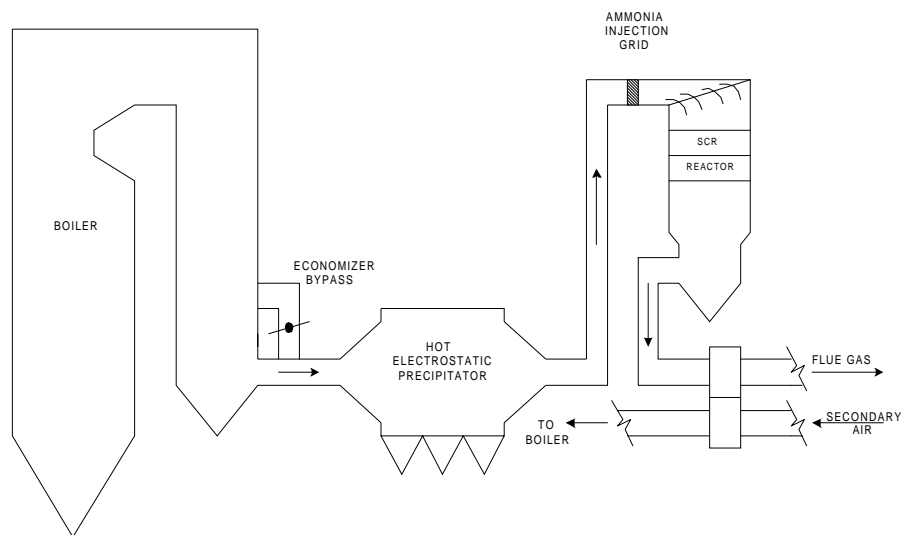 AMMONIA
INJECTION
GRID
SCR
REACTOR
BOILER
ECONOMIZER
BYPASS
HOT
ELECTROSTATIC
PRECIPITATOR
FLUE GAS
TO
BOILER
SECONDARY
AIR